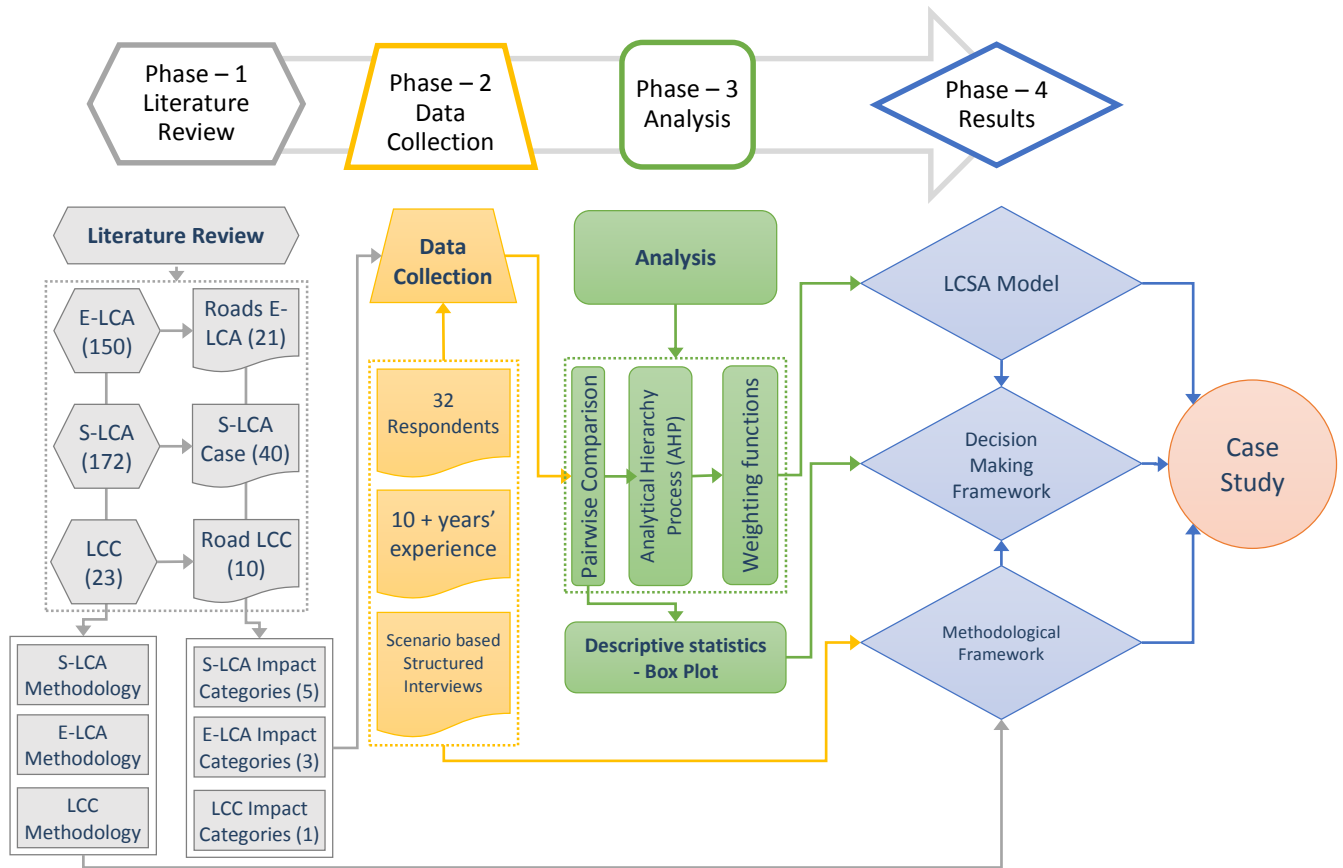 Phase – 1
Literature
Review
Phase – 2
Data
Collection
Phase – 3
Analysis
Phase – 4
Results
Literature Review
E-LCA
(150)
Roads E-
LCA (21)
S-LCA
(172)
S-LCA
Case (40)
LCC
(23)
Road LCC
(10)
S-LCA
Methodology
E-LCA
Methodology
LCC
Methodology
S-LCA Impact
Categories (5)
E-LCA Impact
Categories (3)
LCC Impact
Categories (1)
Data
Collection
32
Respondents
10 + years’
experience
Scenario based
Structured
Interviews
Analysis
Pairwise Comparison
Analytical Hierarchy
Process (AHP)
Weighting functions
Descriptive statistics
- Box Plot
LCSA Model
Decision
Making
Framework
Methodological
Framework
Case
Study